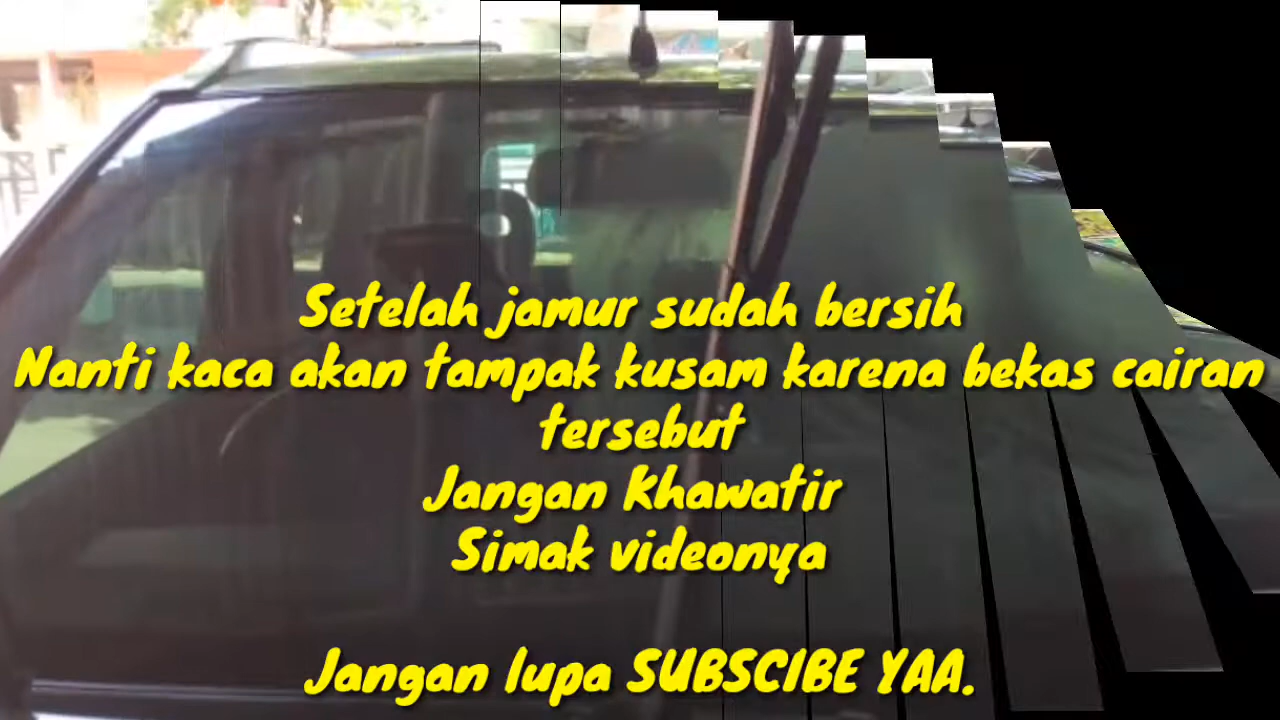 Setelah jamur sudah bersih
Nanti kaca akan tampak kusam karena bekas cairan
tersebut
Jangan Khawatir
Simak videonya
Jangan lupa SUBSCIBE YAA.